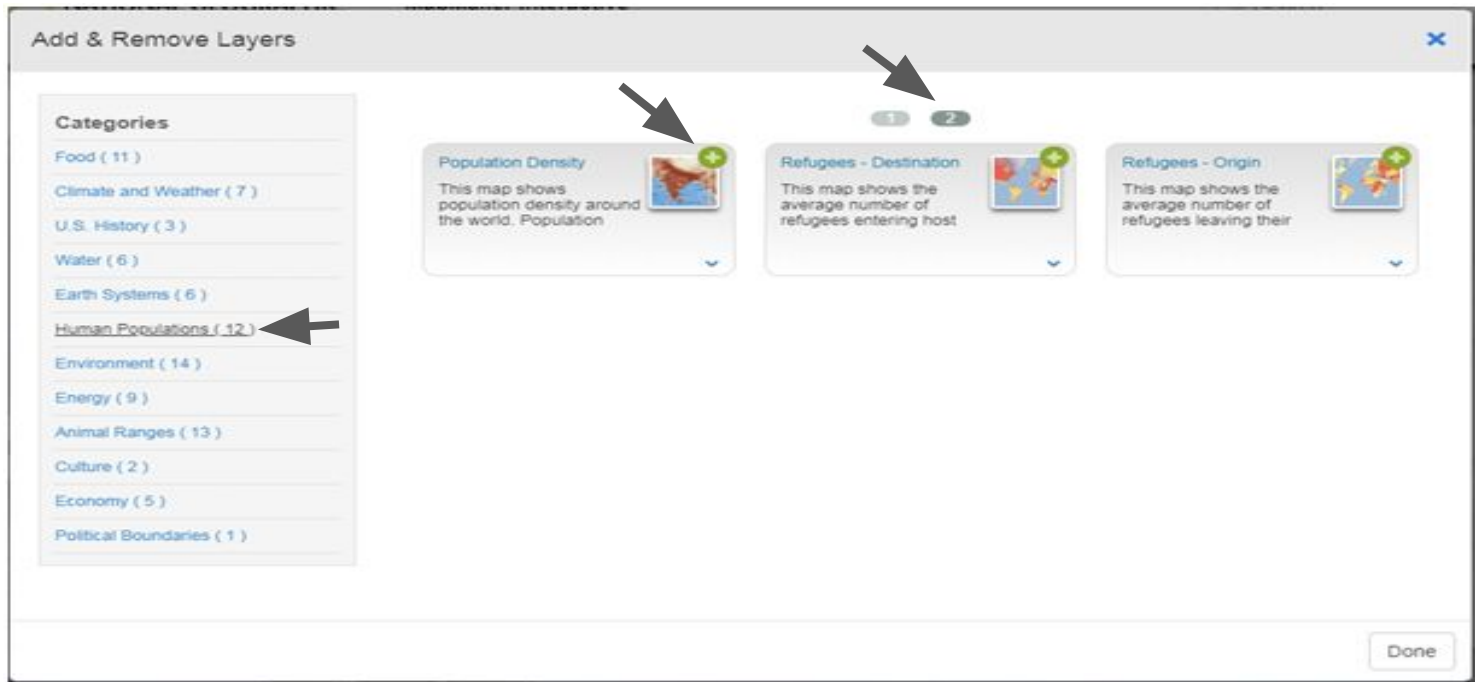 Add & Remove Layers
Categories
Food ( 11 )
Climate and Weather ( 7 )
U.S. History ( 3 )
Water ( 6 )
Earth Systems ( 6 )
Human Populations ( 12 )
Environment ( 14 )
Energy ( 9 )
Animal Ranges ( 13 )
Culture ( 2 )
Economy ( 5 )
Political Boundaries ( 1 )
1 2
Population Density
This map shows
population density around
the world. Population
Refugees - Destination
This map shows the
average number of
refugees entering host
Refugees - Origin
This map shows the
average number of
refugees leaving their
Done